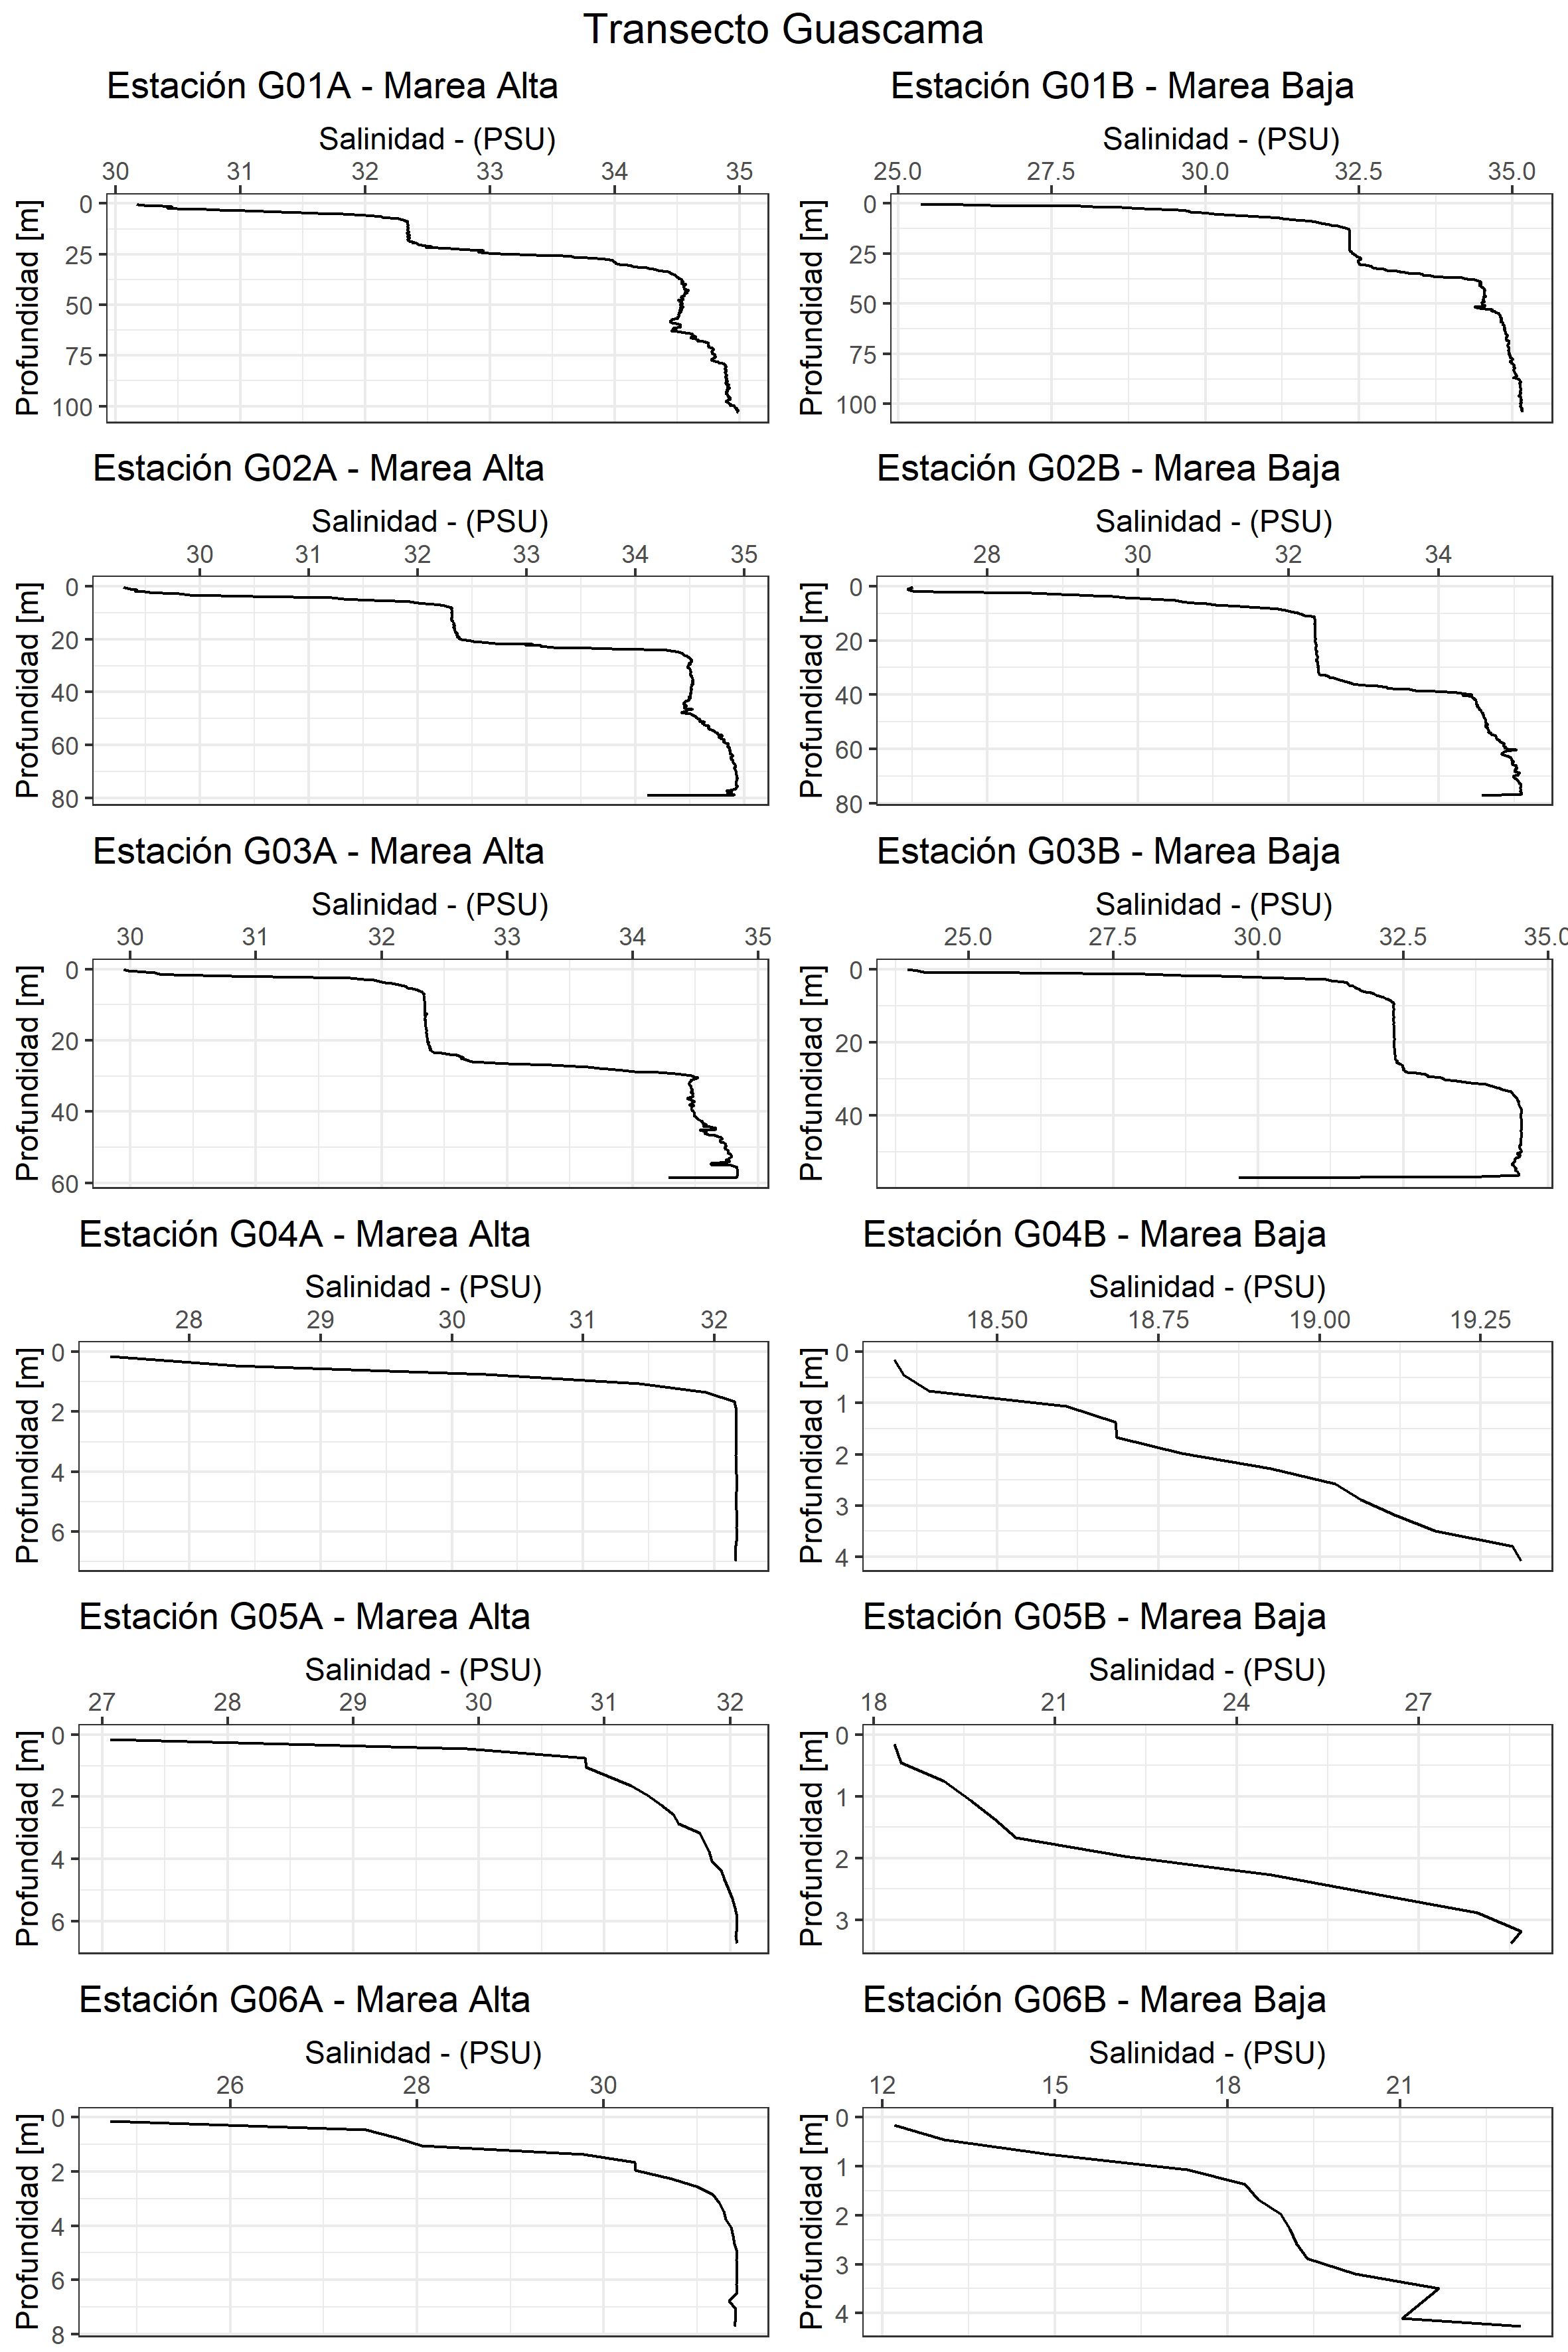 Transecto Guascama
Estación G01A - Marea Alta
Salinidad - (PSU)
30 31 32 33 34 35
Profundidad [m]
0
25
50
75
100
Estación G01B - Marea Baja
Salinidad - (PSU)
25.0 27.5 30.0 32.5 35.0
Profundidad [m]
0
25
50
75
100
Estación G02A - Marea Alta
Salinidad - (PSU)
30 31 32 33 34 35
Profundidad [m]
0
20
40
60
80
Estación G02B - Marea Baja
Salinidad - (PSU)
28 30 32 34
Profundidad [m]
0
20
40
60
80
Estación G03A - Marea Alta
Salinidad - (PSU)
30 31 32 33 34 35
Profundidad [m]
0
20
40
60
Estación G03B - Marea Baja
Salinidad - (PSU)
25.0 27.5 30.0 32.5 35.0
Profundidad [m]
0
20
40
Estación G04A - Marea Alta
Salinidad - (PSU)
28 29 30 31 32
Profundidad [m]
0
2
4
6
Estación G04B - Marea Baja
Salinidad - (PSU)
18.50 18.75 19.00 19.25
Profundidad [m]
0
1
2
3
4
Estación G05A - Marea Alta
Salinidad - (PSU)
27 28 29 30 31 32
Profundidad [m]
0
2
4
6
Estación G05B - Marea Baja
Salinidad - (PSU)
18 21 24 27
Profundidad [m]
0
1
2
3
Estación G06A - Marea Alta
Salinidad - (PSU)
26 28 30
Profundidad [m]
0
2
4
6
8
Estación G06B - Marea Baja
Salinidad - (PSU)
12 15 18 21
Profundidad [m]
0
1
2
3
4